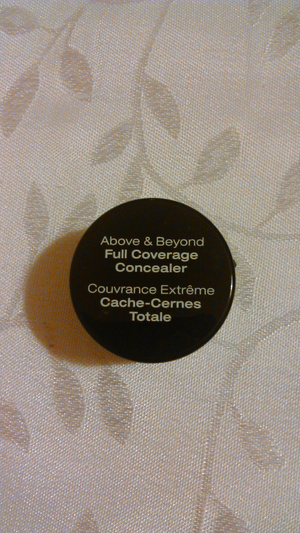 Above & Beyond
Full Coverage
Concealer
Couvrance Extrême
Cache-Cernes
Totale